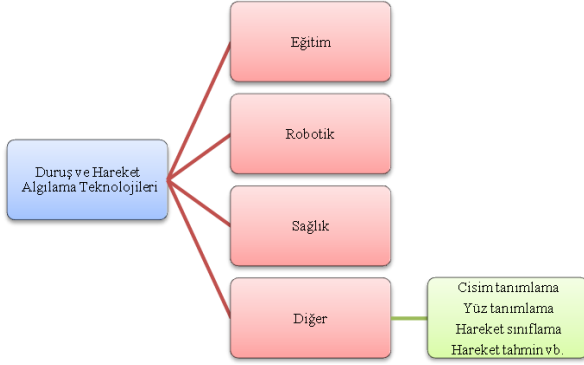 Duruş ve Hareket
Algılama Teknolojileri
Eğitim
Robotik
Sağlık
Diğer
Cisim tanımlama
Yüz tanımlama
Hareket sınıflama
Hareket tahmin vb.